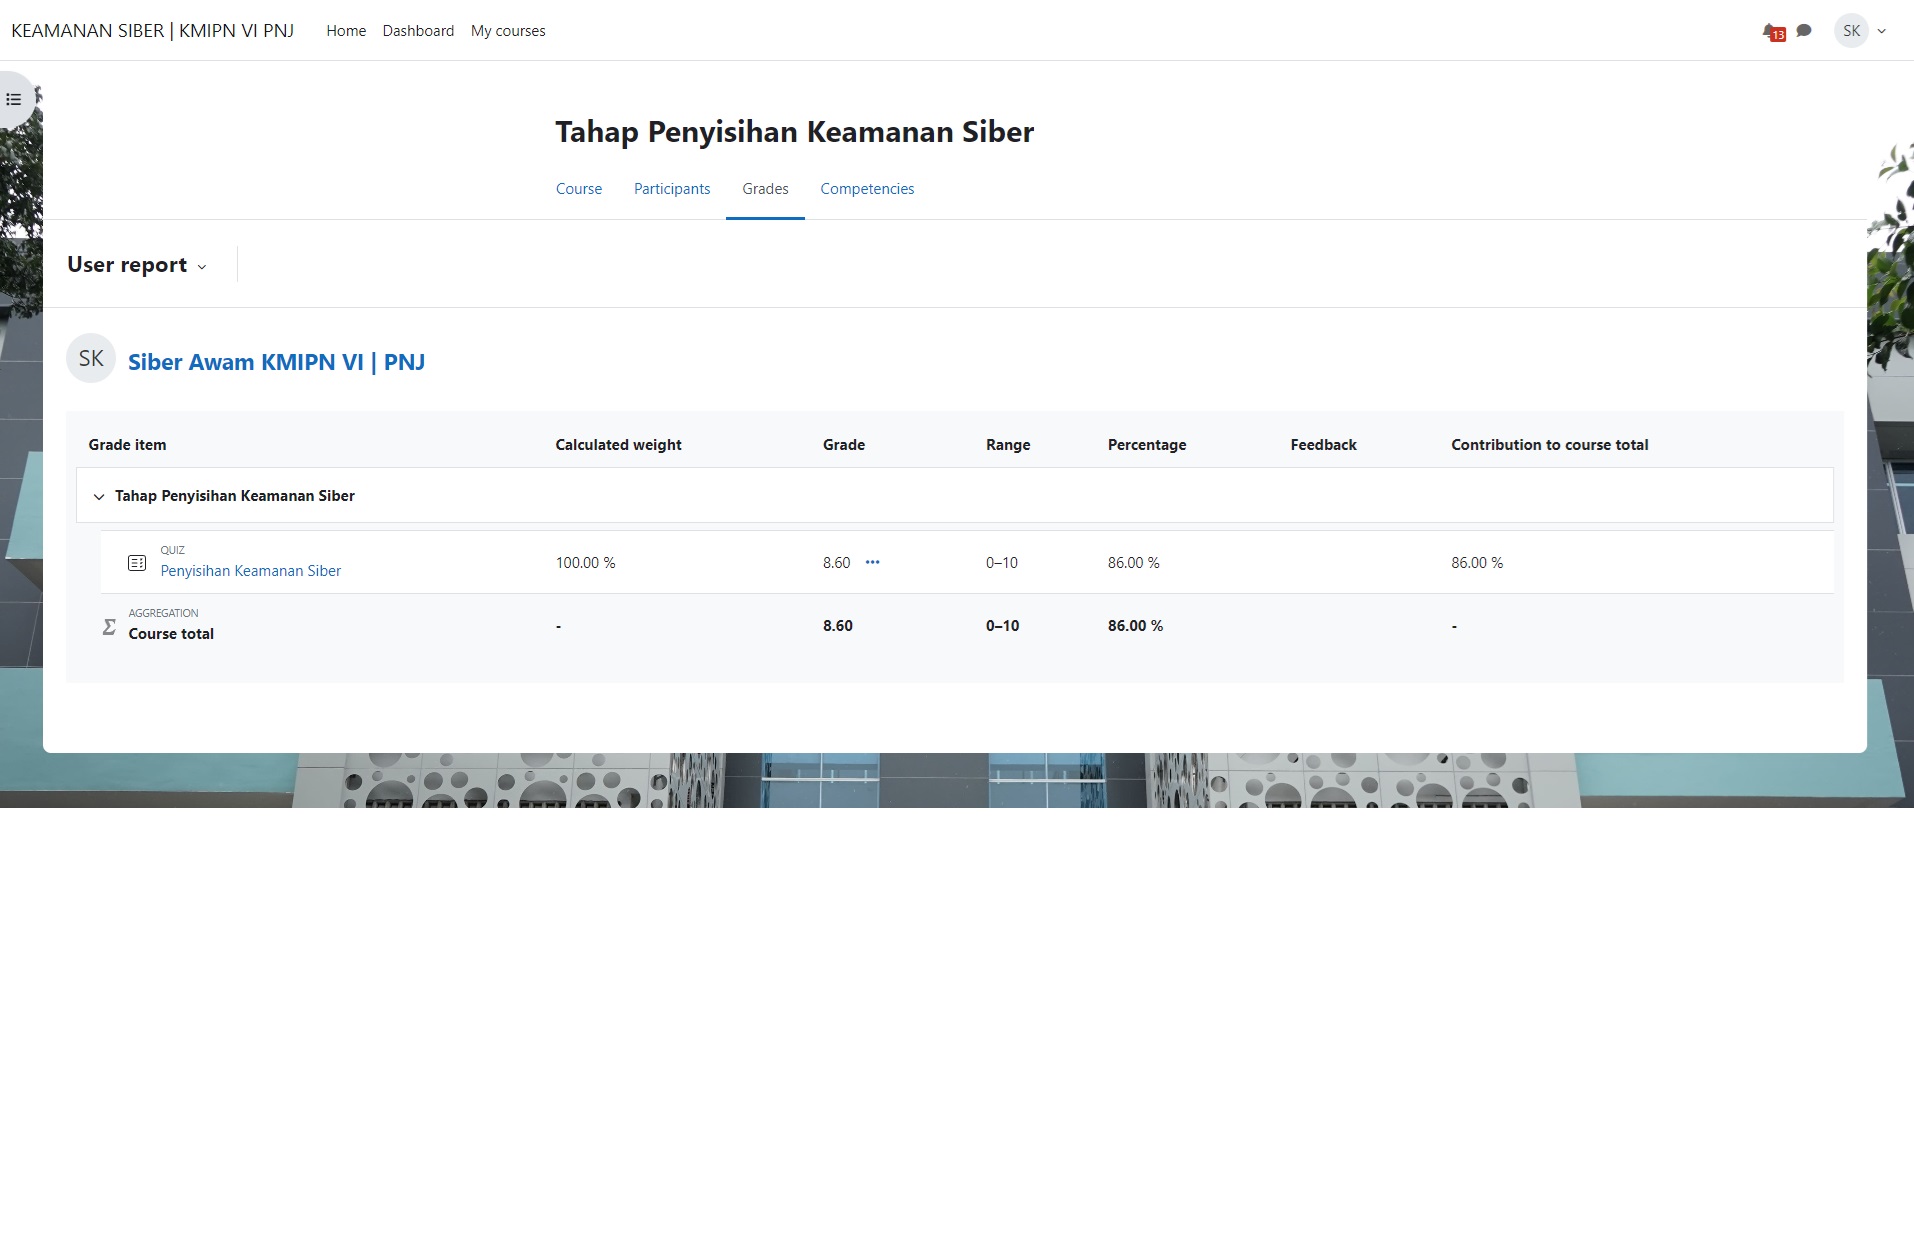 KEAMANAN SIBER | KMIPN VI PNJ Home Dashboard My courses 13 SK
Tahap Penyisihan Keamanan Siber
Course Participants Grades Competencies
User report
SK Siber Awam KMIPN VI | PNJ
Grade item Calculated weight Grade Range Percentage Feedback Contribution to course total
Tahap Penyisihan Keamanan Siber
QUIZ
Penyisihan Keamanan Siber 100.00 % 8.60 ••• 0–10 86.00 % 86.00 %
AGGREGATION
Course total - 8.60 0–10 86.00 % -